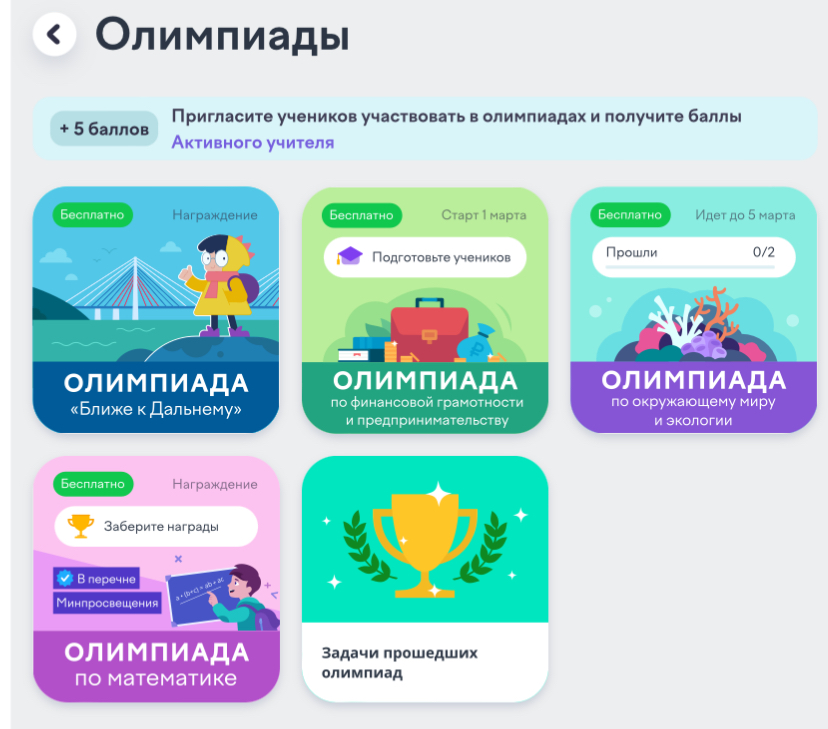 Олимпиады
+ 5 баллов
Пригласите учеников участвовать в олимпиадах и получите баллы
Активного учителя
Бесплатно
Награждение
ОЛИМПИАДА
«Ближе к Дальнему»
Бесплатно
Старт 1 марта
Подготовьте учеников
ОЛИМПИАДА
по финансовой грамотности
и предпринимательству
Бесплатно
Идет до 5 марта
Прошли 0/2
ОЛИМПИАДА
по окружающему миру
и экологии
Бесплатно
Награждение
Заберите награды
В перечне
Минпросвещения
a • (b+c) = ab + ac
ОЛИМПИАДА
по математике
Задачи прошедших
олимпиад